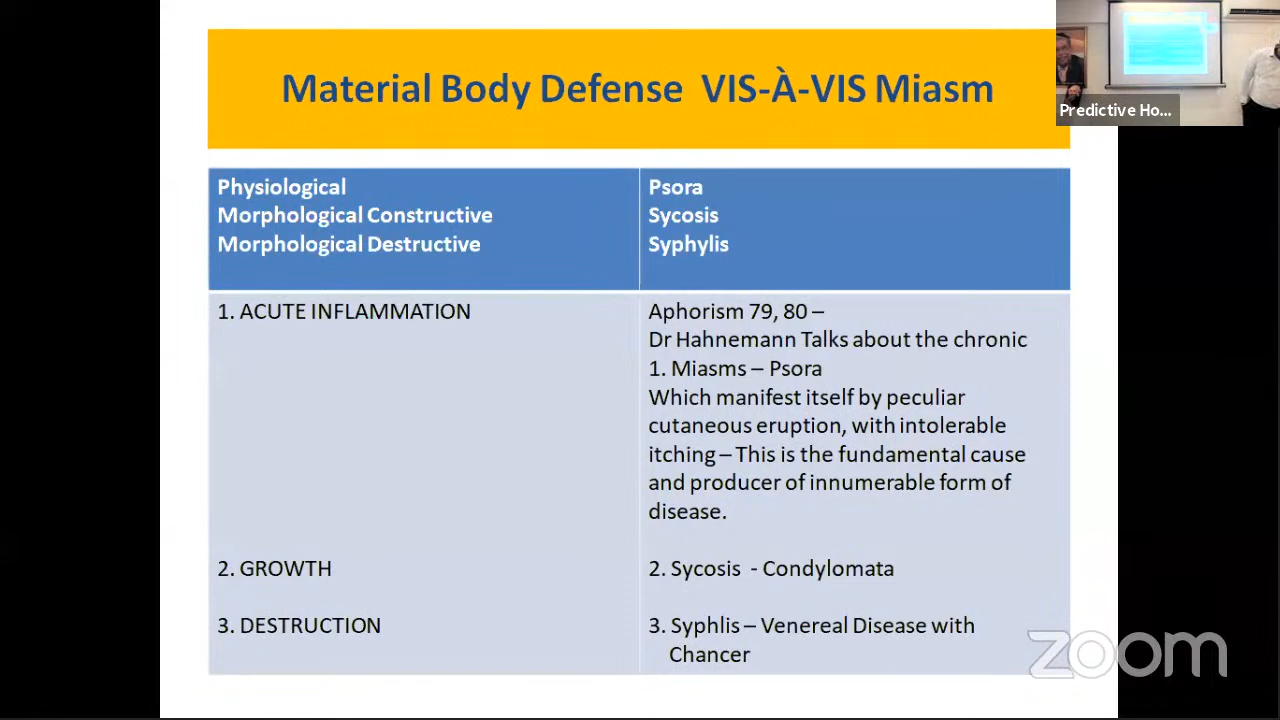 Material Body Defense VIS-À-VIS Miasm
Predictive Ho...
Physiological
Morphological Constructive
Morphological Destructive
Psora
Sycosis
Syphylis
1. ACUTE INFLAMMATION
Aphorism 79, 80 –
Dr Hahnemann Talks about the chronic
1. Miasms – Psora
Which manifest itself by peculiar
cutaneous eruption, with intolerable
itching – This is the fundamental cause
and producer of innumerable form of
disease.
2. GROWTH
2. Sycosis - Condylomata
3. DESTRUCTION
3. Syphlis – Venereal Disease with
Chancer
zoom